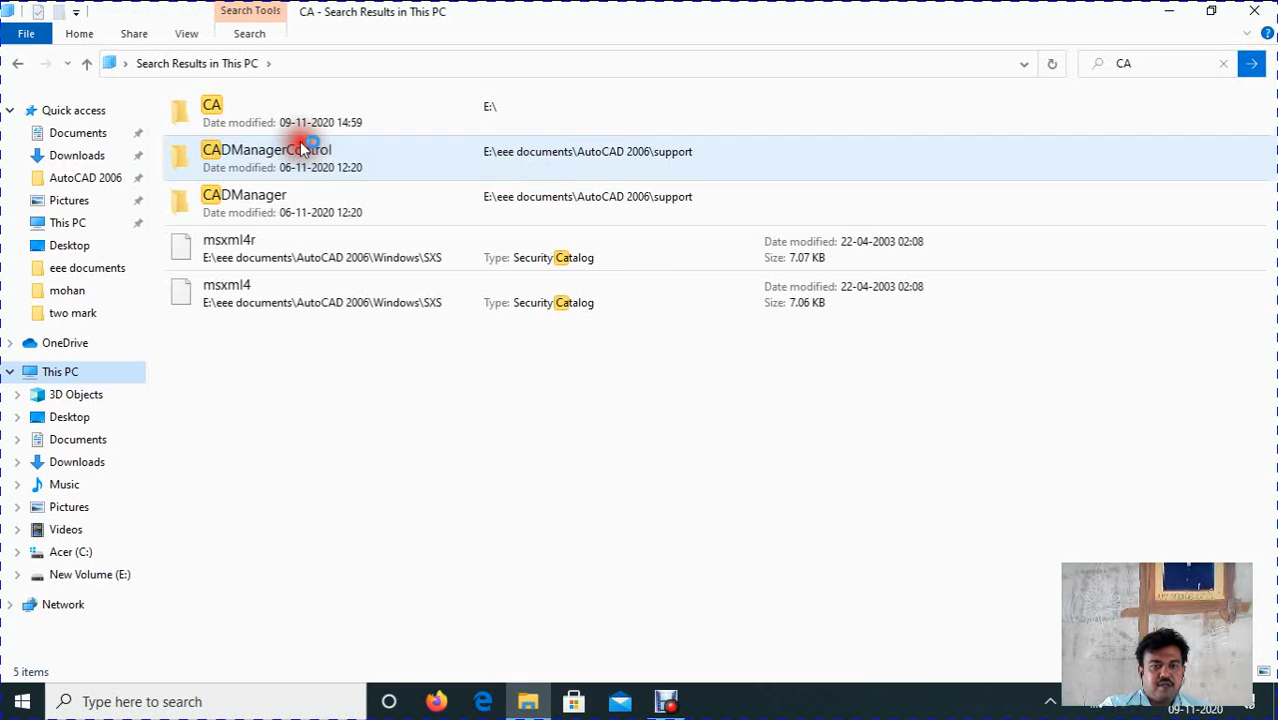 Search Tools
CA - Search Results in This PC
File
Home
Share
View
Search
Search Results in This PC
CA
Quick access
Documents
Downloads
AutoCAD 2006
Pictures
This PC
Desktop
eee documents
mohan
two mark
OneDrive
This PC
3D Objects
Desktop
Documents
Downloads
Music
Pictures
Videos
Acer (C:)
New Volume (E:)
Network
CA
E:\
Date modified: 09-11-2020 14:59
CADManagerControl
E:\eee documents\AutoCAD 2006\support
Date modified: 06-11-2020 12:20
CADManager
E:\eee documents\AutoCAD 2006\support
Date modified: 06-11-2020 12:20
msxml4r
Date modified: 22-04-2003 02:08
E:\eee documents\AutoCAD 2006\Windows\SXS
Type: Security Catalog
Size: 7.07 KB
msxml4
Date modified: 22-04-2003 02:08
E:\eee documents\AutoCAD 2006\Windows\SXS
Type: Security Catalog
Size: 7.06 KB
5 items
Type here to search
09-11-2020